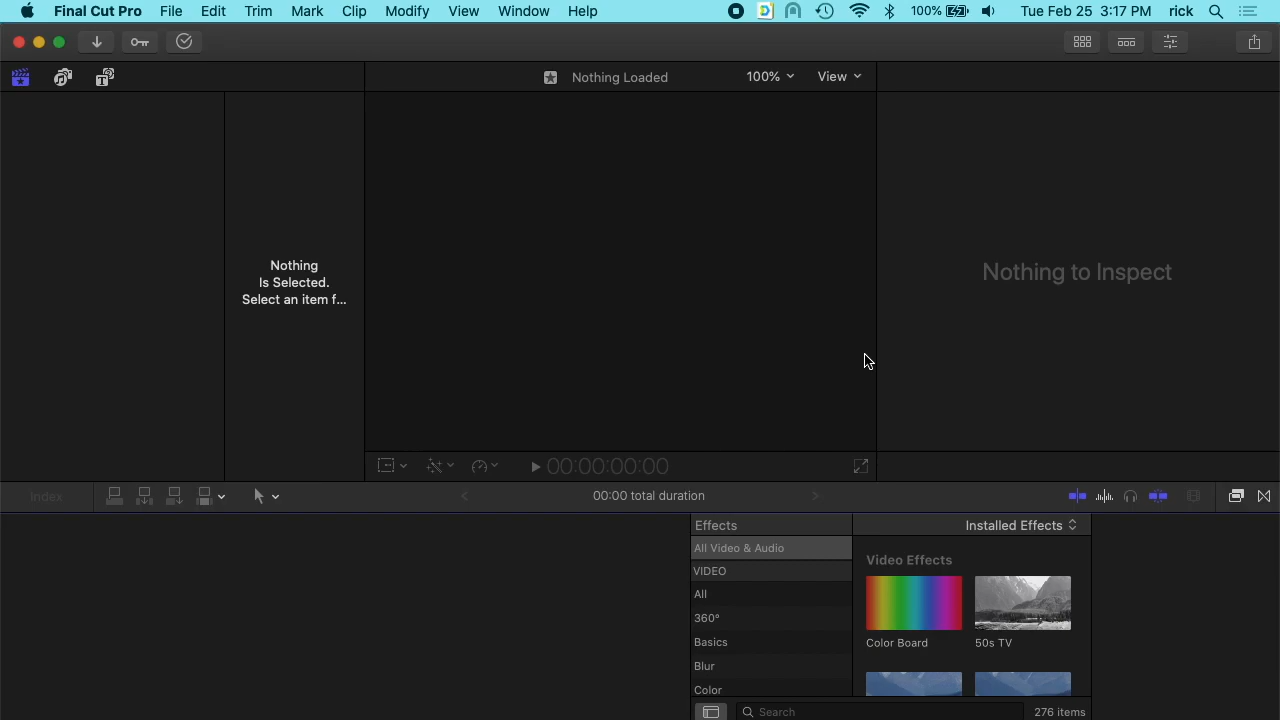 Final Cut Pro File Edit Trim Mark Clip Modify View Window Help 100% Tue Feb 25 3:17 PM rick
Nothing Loaded 100% View
Nothing
Is Selected.
Select an item f...
Nothing to Inspect
00:00:00:00
Index 00:00 total duration
Effects Installed Effects
All Video & Audio
VIDEO
All
360°
Basics
Blur
Color
Video Effects
Color Board 50s TV
Search 276 items